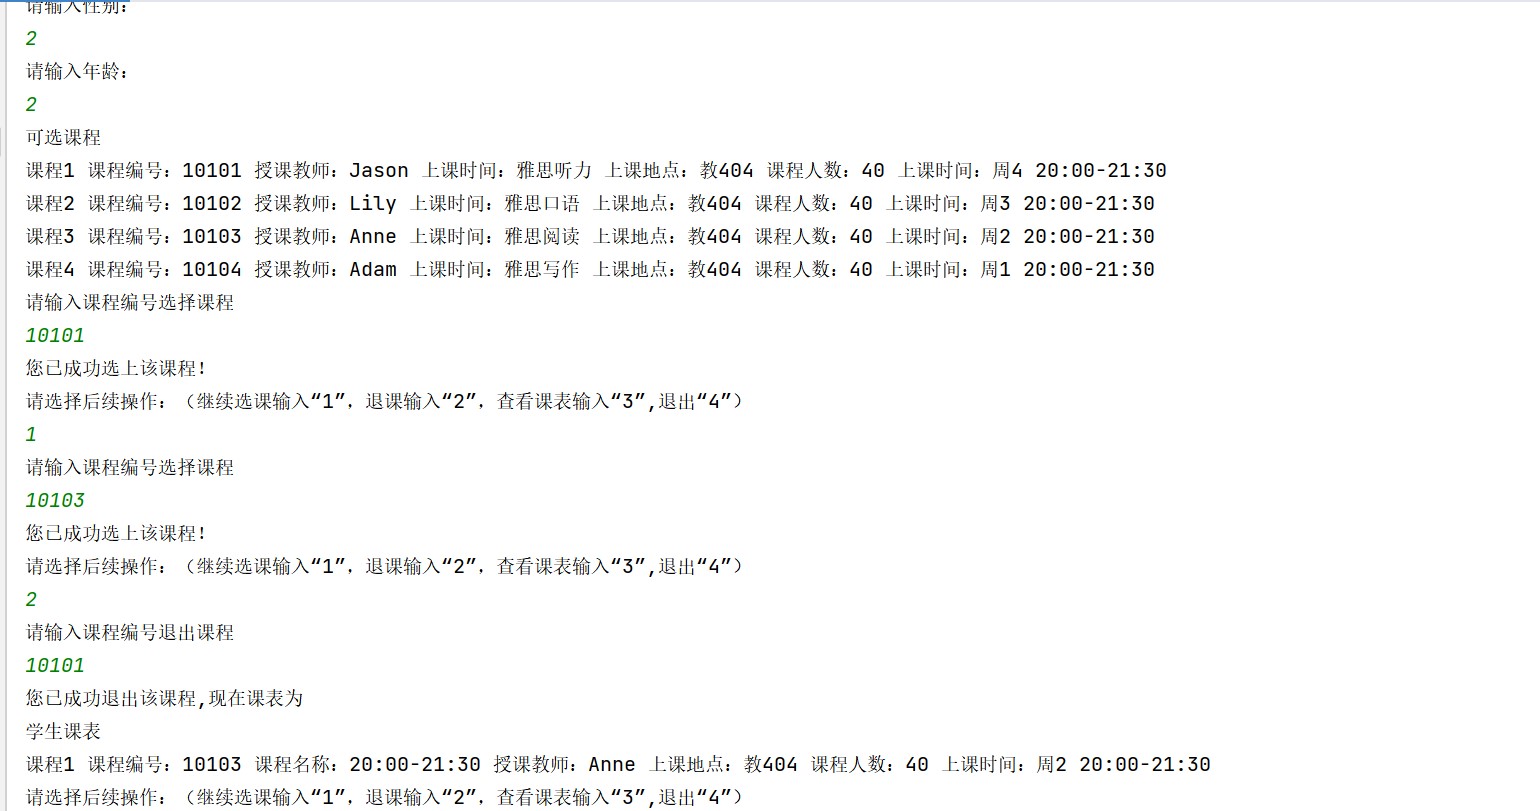 请输入性别：
2
请输入年龄：
2
可选课程
课程1 课程编号：10101 授课教师：Jason 上课时间：雅思听力 上课地点：教404 课程人数：40 上课时间：周4 20:00-21:30
课程2 课程编号：10102 授课教师：Lily 上课时间：雅思口语 上课地点：教404 课程人数：40 上课时间：周3 20:00-21:30
课程3 课程编号：10103 授课教师：Anne 上课时间：雅思阅读 上课地点：教404 课程人数：40 上课时间：周2 20:00-21:30
课程4 课程编号：10104 授课教师：Adam 上课时间：雅思写作 上课地点：教404 课程人数：40 上课时间：周1 20:00-21:30
请输入课程编号选择课程
10101
您已成功选上该课程！
请选择后续操作：（继续选课输入“1”，退课输入“2”，查看课表输入“3”,退出“4”）
1
请输入课程编号选择课程
10103
您已成功选上该课程！
请选择后续操作：（继续选课输入“1”，退课输入“2”，查看课表输入“3”,退出“4”）
2
请输入课程编号退出课程
10101
您已成功退出该课程,现在课表为
学生课表
课程1 课程编号：10103 课程名称：20:00-21:30 授课教师：Anne 上课地点：教404 课程人数：40 上课时间：周2 20:00-21:30
请选择后续操作：（继续选课输入“1”，退课输入“2”，查看课表输入“3”,退出“4”）